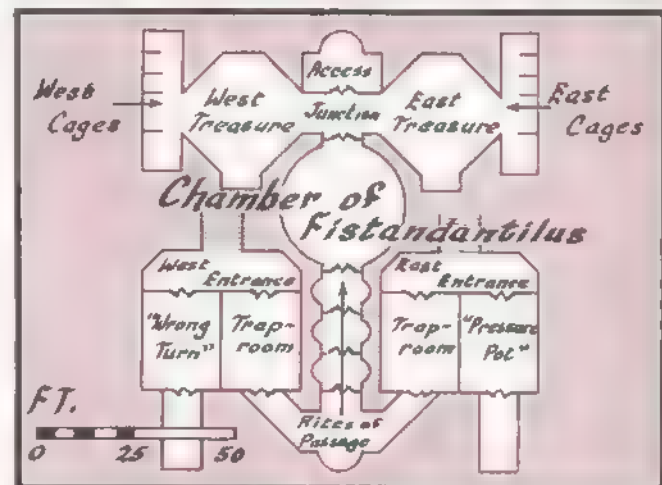 Access
West
Cages
West
Treasure
Junction
East
Treasure
East
Cages
Chamber of
Fistandantilus
West
Entrance
East
Entrance
"Wrong
Turn"
Trap-
room
Trap-
room
"Pressure
Pot"
Rites of
Passage
FT.
0 25 50